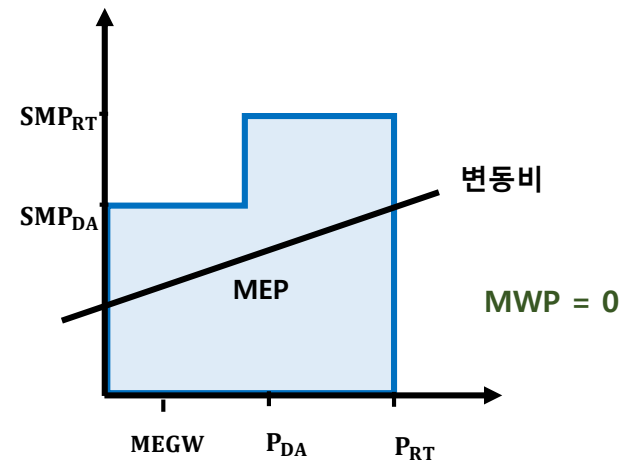 SMP_RT
변동비
SMP_DA
MEP
MWP = 0
MEGW
P_DA
P_RT